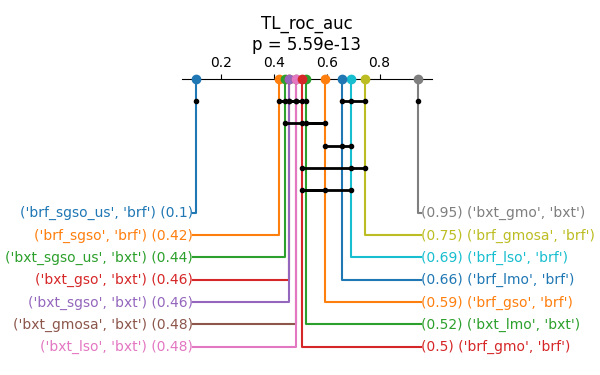 TL_roc_auc
p = 5.59e-13
0.2 0.4 0.6 0.8
('brf_sgso_us', 'brf') (0.1)
('brf_sgso', 'brf') (0.42)
('bxt_sgso_us', 'bxt') (0.44)
('bxt_gso', 'bxt') (0.46)
('bxt_sgso', 'bxt') (0.46)
('bxt_gmosa', 'bxt') (0.48)
('bxt_lso', 'bxt') (0.48)
(0.95) ('bxt_gmo', 'bxt')
(0.75) ('brf_gmosa', 'brf')
(0.69) ('brf_lso', 'brf')
(0.66) ('brf_lmo', 'brf')
(0.59) ('brf_gso', 'brf')
(0.52) ('bxt_lmo', 'bxt')
(0.5) ('brf_gmo', 'brf')